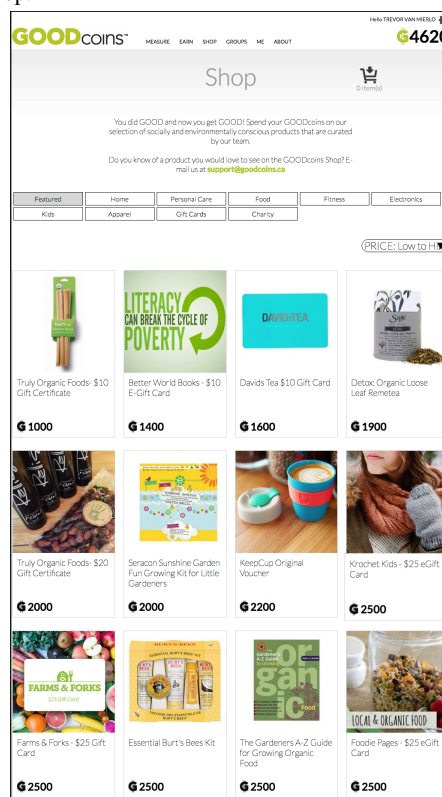 Hello TREVOR VAN MIERLO
GOODcoins™
MEASURE EARN SHOP GROUPS ME ABOUT
4620
Shop
0 Item(s)
You did GOOD and now you get GOOD! Spend your GOODcoins on our
selection of socially and environmentally conscious products that are curated
by our team.
Do you know of a product you would love to see on the GOODcoins Shop? E-
mail us at support@goodcoins.ca
Featured Home Personal Care Food Fitness Electronics
Kids Apparel Gift Cards Charity
PRICE: Low to Hi
LITERACY
CAN BREAK THE CYCLE OF
POVERTY
DAVIDsTEA
Truly Organic Foods- $10
Gift Certificate
G 1000
Better World Books - $10
E-Gift Card
G 1400
Davids Tea $10 Gift Card
G 1600
Detox: Organic Loose
Leaf Remetea
G 1900
Truly Organic Foods- $20
Gift Certificate
G 2000
Seracon Sunshine Garden
Fun Growing Kit for Little
Gardeners
G 2000
KeepCup Original
Voucher
G 2200
Krochet Kids - $25 eGift
Card
G 2500
FARMS & FORKS
$25 Gift Card
BURT'S BEES
ESSENTIAL BURT'S BEES KIT
Gardeners
A-Z Guide
organic
Food
LOCAL & ORGANIC FOOD
Farms & Forks - $25 Gift
Card
G 2500
Essential Burt's Bees Kit
G 2500
The Gardeners A-Z Guide
for Growing Organic
Food
G 2500
Foodie Pages - $25 eGift
Card
G 2500